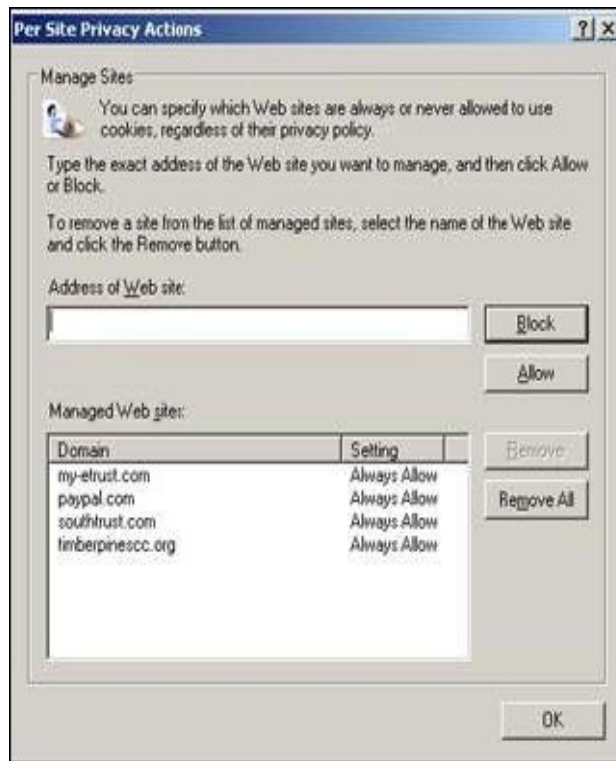 Per Site Privacy Actions
Manage Sites
You can specify which Web sites are always or never allowed to use
cookies, regardless of their privacy policy.
Type the exact address of the Web site you want to manage, and then click Allow
or Block.
To remove a site from the list of managed sites, select the name of the Web site
and click the Remove button.
Address of Web site:
Block
Allow
Managed Web sites:
Domain Setting
Remove
my-etrust.com Always Allow
paypal.com Always Allow
Remove All
southtrust.com Always Allow
timberpinescc.org Always Allow
OK